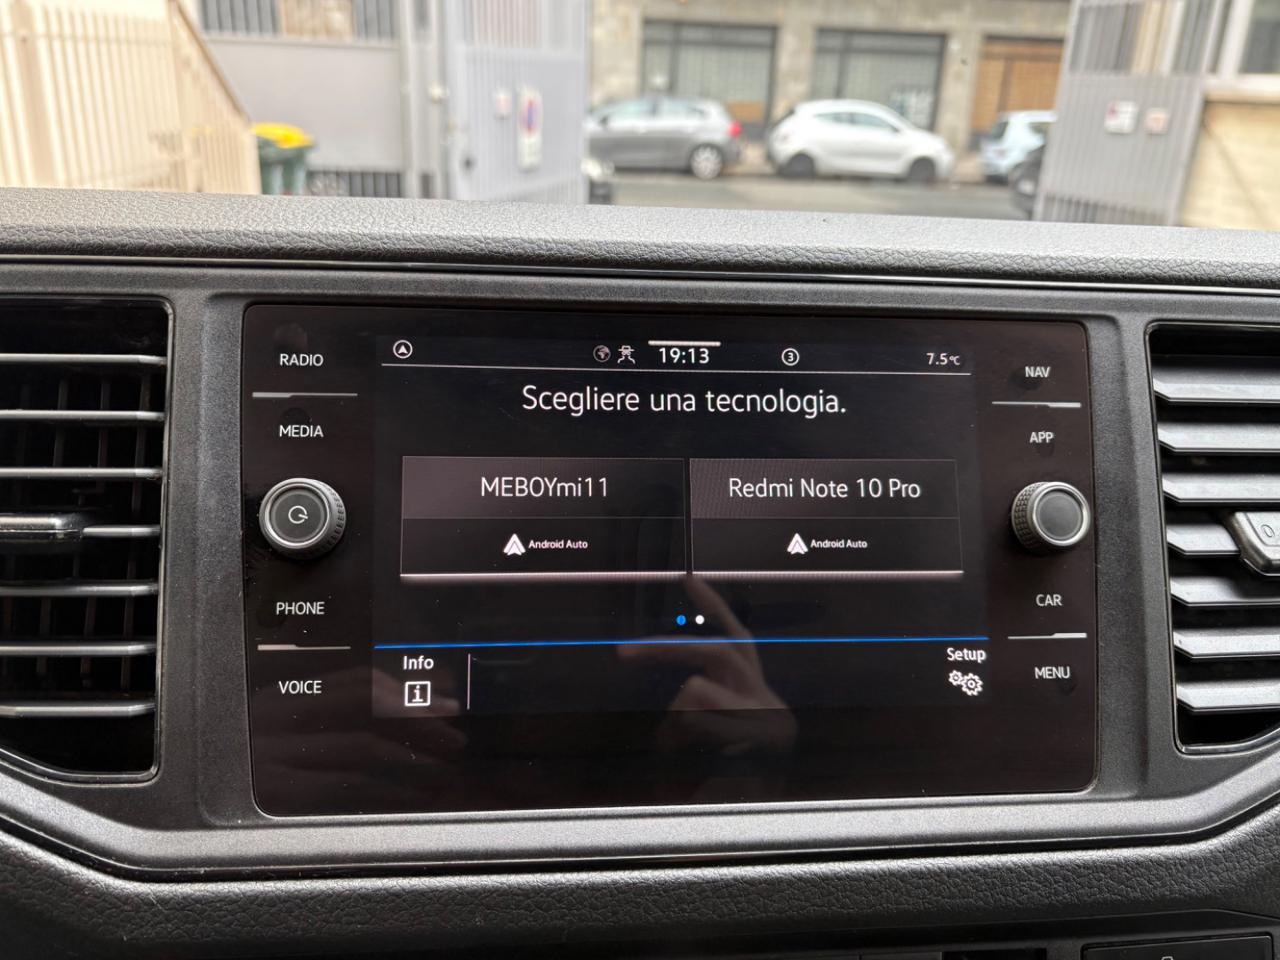 RADIO
MEDIA
PHONE
VOICE
19:13
3
7.5°C
Scegliere una tecnologia.
MEBOYmi11
Redmi Note 10 Pro
Android Auto
Android Auto
Info
i
Setup
NAV
APP
CAR
MENU